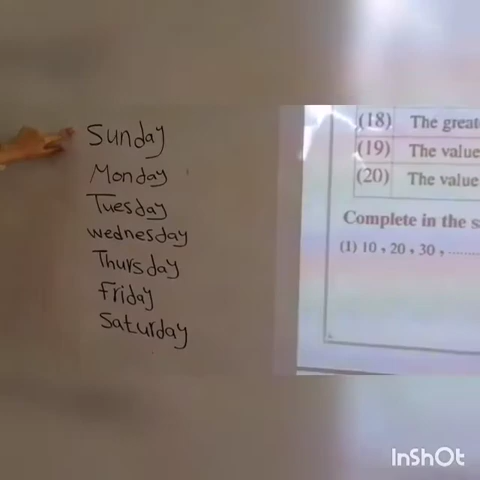 Sunday
Monday
Tuesday
wednesday
Thursday
Friday
Saturday
(18) The
(19) The value
(20) The value
Complete in the
(1) 10 , 20 , 30 , ........
InShOt